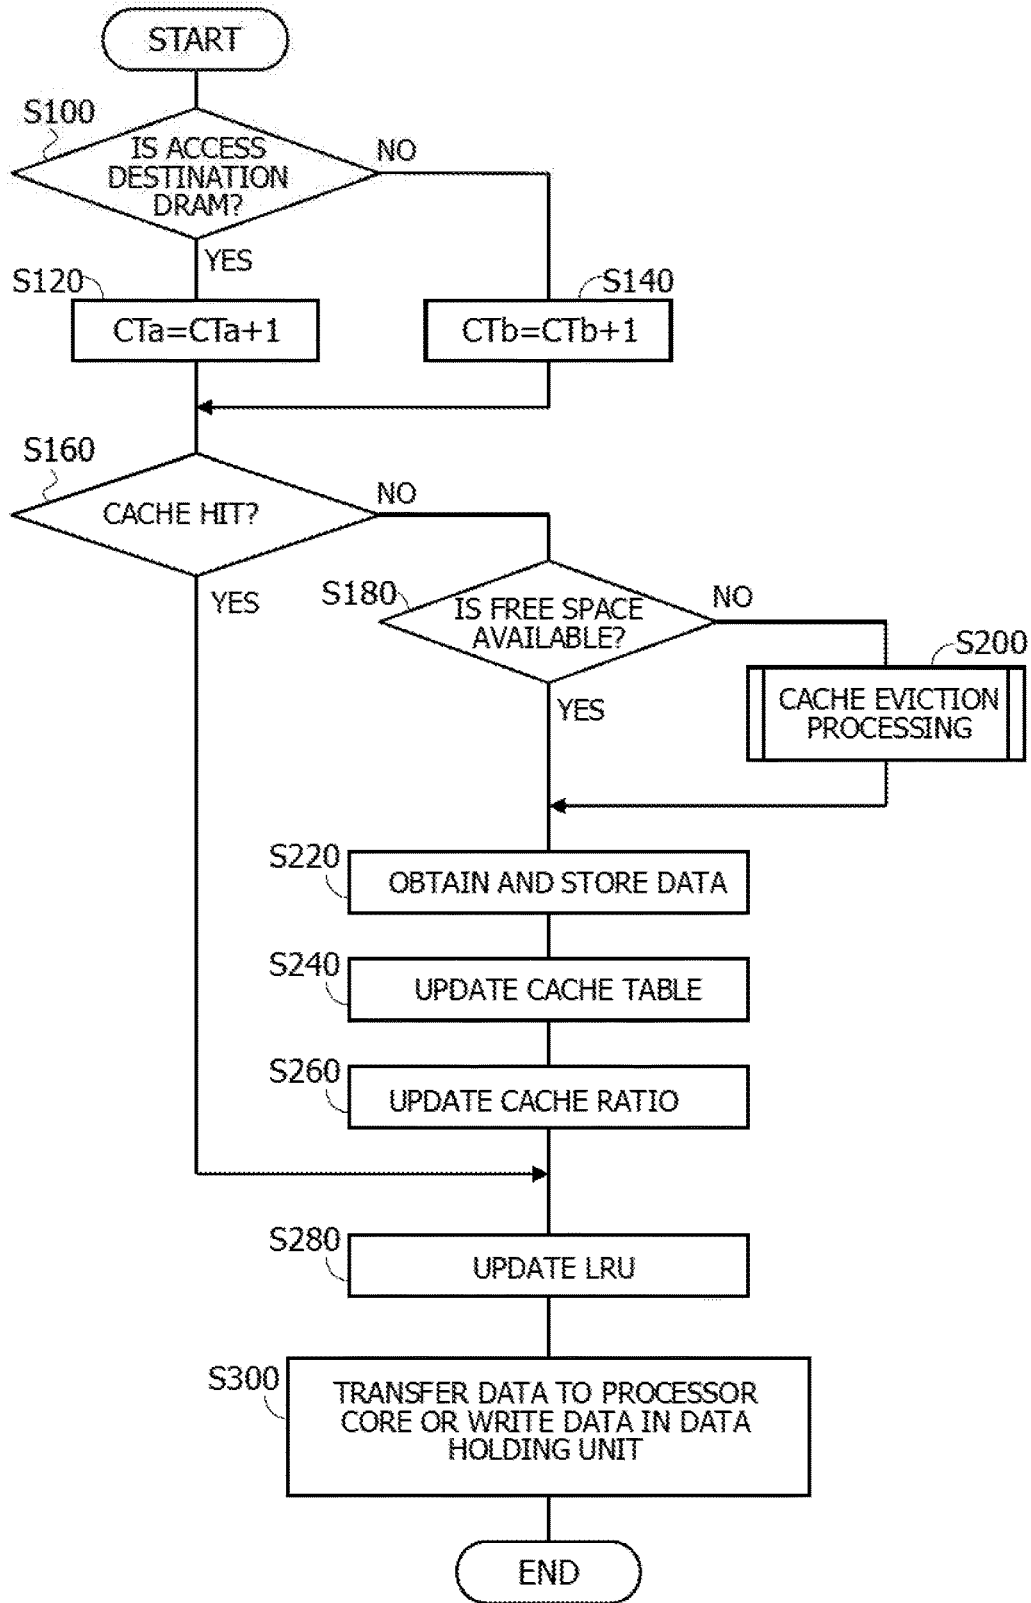 START
S100
IS ACCESS
DESTINATION
DRAM?
NO
YES
S120
CTa=CTa+1
S140
CTb=CTb+1
S160
CACHE HIT?
NO
YES
S180
IS FREE SPACE
AVAILABLE?
NO
YES
S200
CACHE EVICTION
PROCESSING
S220
OBTAIN AND STORE DATA
S240
UPDATE CACHE TABLE
S260
UPDATE CACHE RATIO
S280
UPDATE LRU
S300
TRANSFER DATA TO PROCESSOR
CORE OR WRITE DATA IN DATA
HOLDING UNIT
END